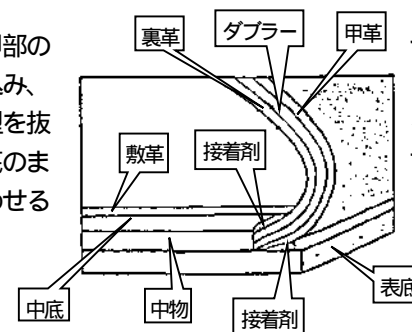 甲部の
み、
型を抜
底のま
わせる
裏革
ダブラー
甲革
敷革
接着剤
中底
中物
接着剤
表底